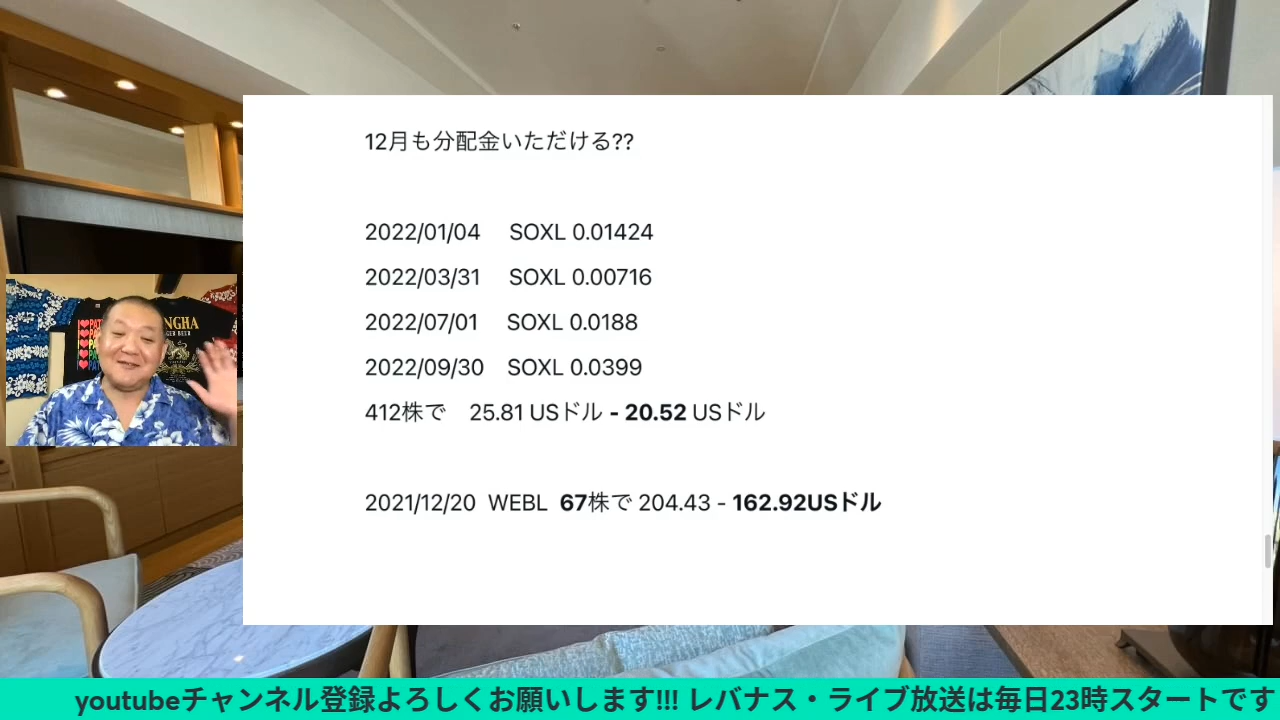 12月も分配金いただける??
2022/01/04 SOXL 0.01424
2022/03/31 SOXL 0.00716
2022/07/01 SOXL 0.0188
2022/09/30 SOXL 0.0399
412株で 25.81 USドル - 20.52 USドル
2021/12/20 WEBL 67株で 204.43 - 162.92USドル
youtubeチャンネル登録よろしくお願いします!!! レバナス・ライブ放送は毎日23時スタートです